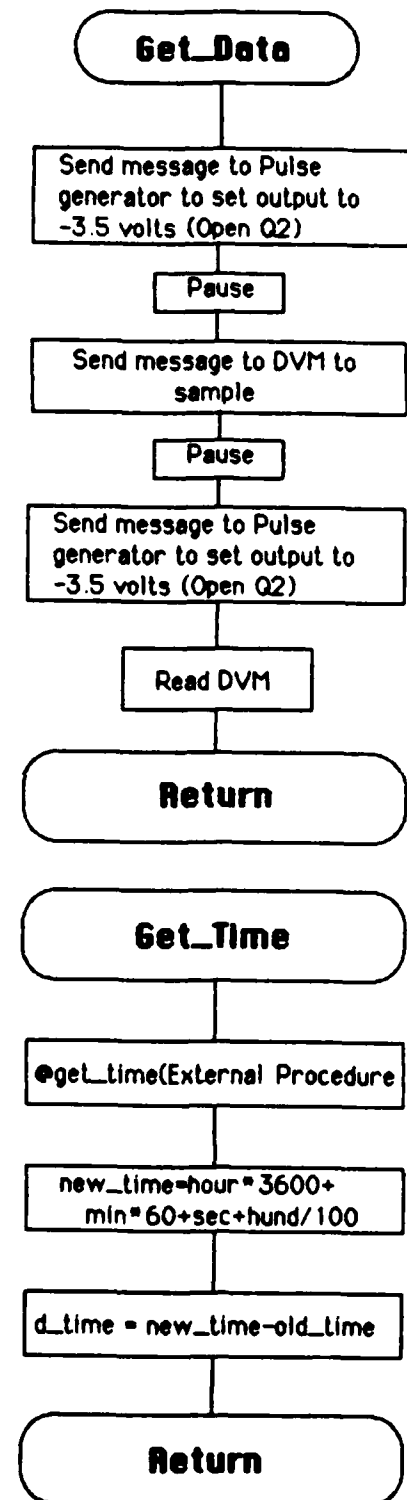 Get_Data
Send message to Pulse
generator to set output to
-3.5 volts (Open Q2)
Pause
Send message to DVM to
sample
Pause
Send message to Pulse
generator to set output to
-3.5 volts (Open Q2)
Read DVM
Return
Get_Time
@get_time(External Procedure
new_time=hour*3600+
min*60+sec+hund/100
d_time = new_time-old_time
Return